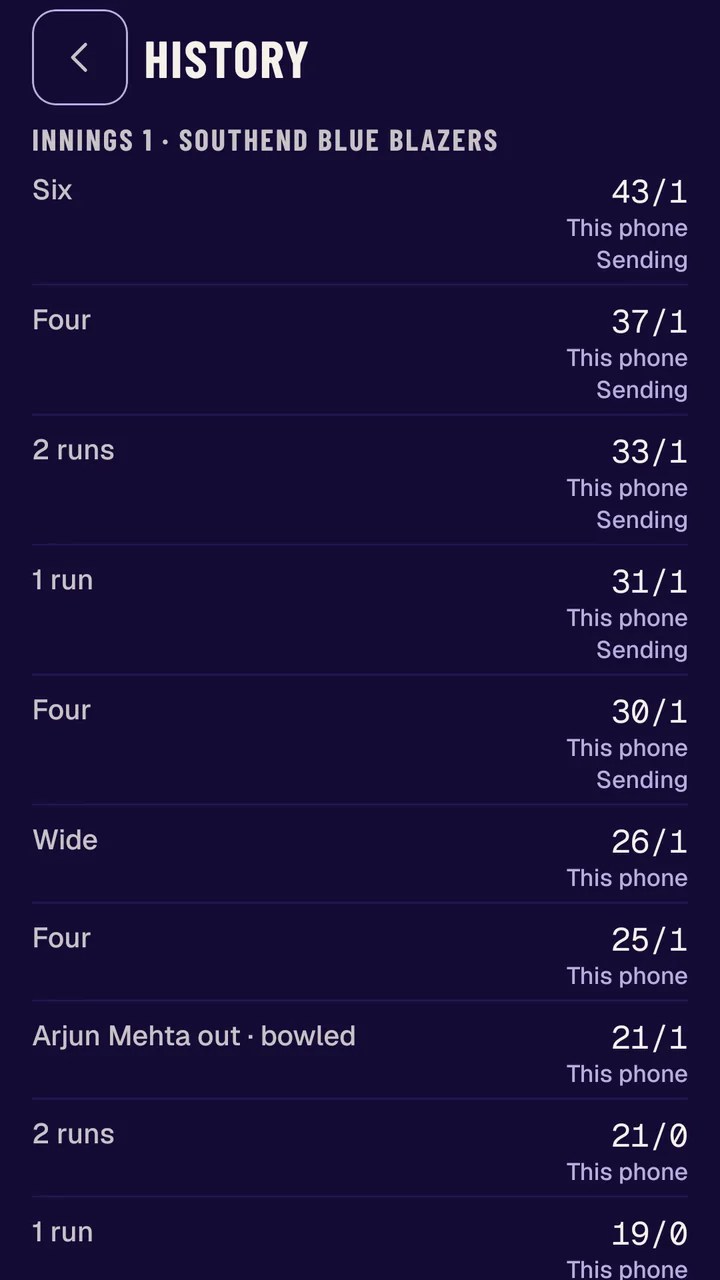 HISTORY
INNINGS 1 · SOUTHEND BLUE BLAZERS
Six 43/1
This phone
Sending
Four 37/1
This phone
Sending
2 runs 33/1
This phone
Sending
1 run 31/1
This phone
Sending
Four 30/1
This phone
Sending
Wide 26/1
This phone
Four 25/1
This phone
Arjun Mehta out · bowled 21/1
This phone
2 runs 21/0
This phone
1 run 19/0
This phone